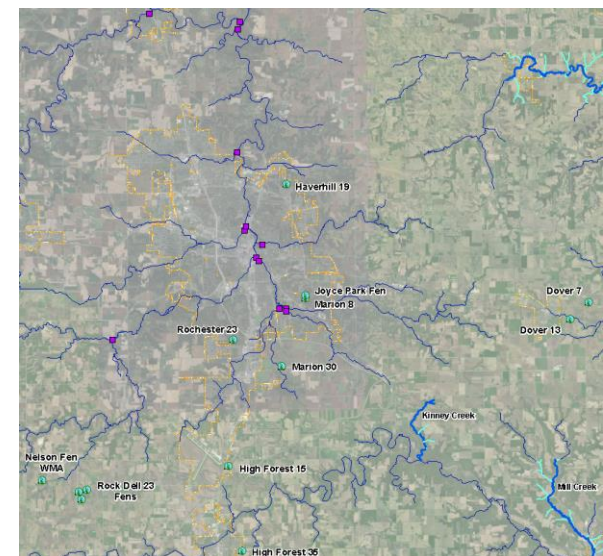 Haverhill 19
Joyce Park Fen
Marion 8
Dover 7
Dover 13
Rochester 23
Marion 30
Kinney Creek
Nelson Fen
WMA
High Forest 15
Rock Dell 23
Fens
Mill Creek
High Forest 35